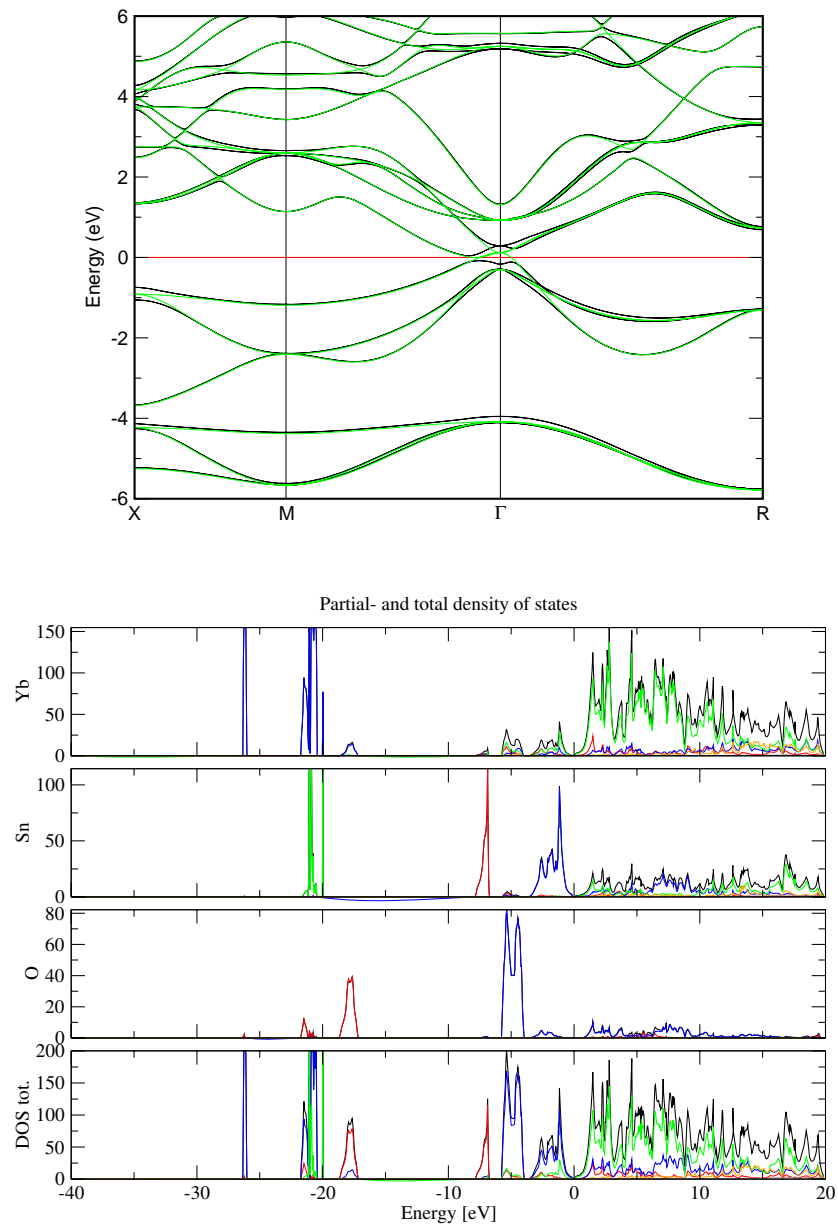 6
4
2
0
-2
-4
-6
Energy (eV)
X M Γ R
Partial- and total density of states
150
100
50
0
Yb
100
50
0
Sn
80
60
40
20
0
O
200
150
100
50
0
DOS tot.
-40 -30 -20 -10 0 10 20
Energy [eV]